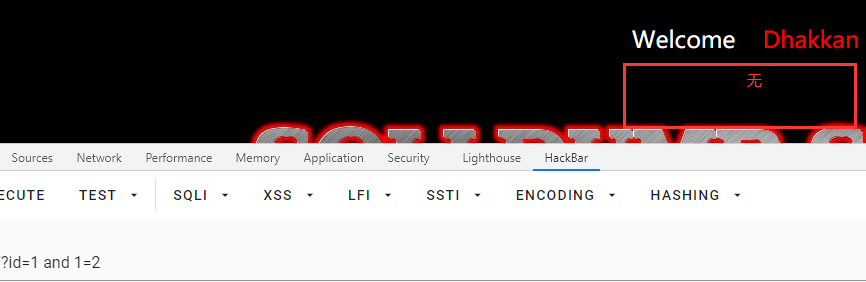 Welcome Dhakkan
无
Sources Network Performance Memory Application Security Lighthouse HackBar
ECUTE TEST SQLI XSS LFI SSTI ENCODING HASHING
?id=1 and 1=2